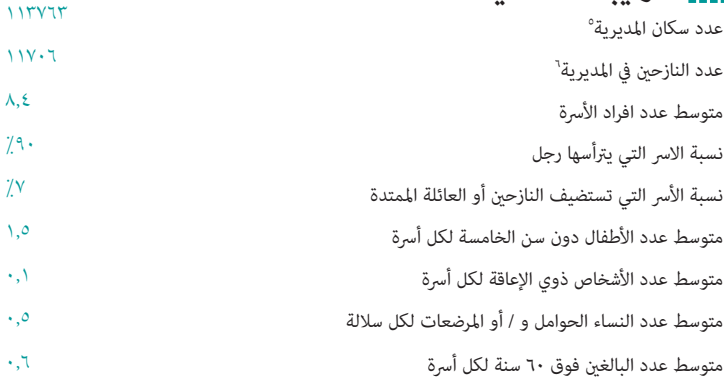 عدد سكان المديرية٥ ١١٣٧٦٣
عدد النازحين في المديرية٦ ١١٧٠٦
متوسط عدد افراد الأسرة ٨,٤
نسبة الاسر التي يترأسها رجل ٪٩٠
نسبة الأسر التي تستضيف النازحين أو العائلة الممتدة ٪٧
متوسط عدد الأطفال دون سن الخامسة لكل أسرة ١,٥
متوسط عدد الأشخاص ذوي الإعاقة لكل أسرة ٠,١
متوسط عدد النساء الحوامل و / أو المرضعات لكل سلالة ٠,٥
متوسط عدد البالغين فوق ٦٠ سنة لكل أسرة ٠,٦